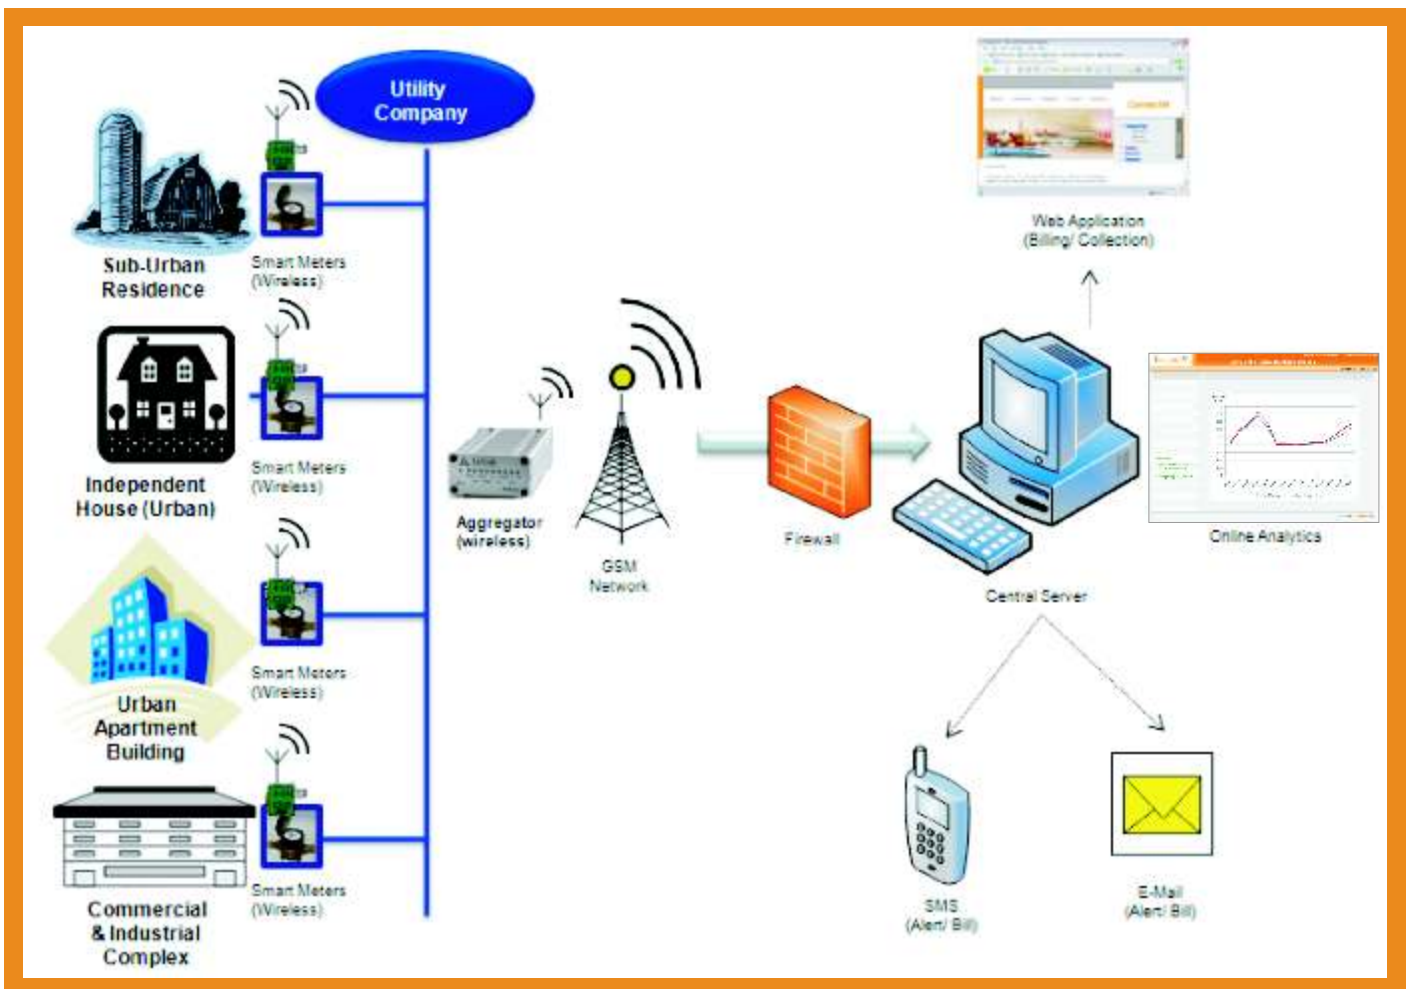 Utility
Company
Sub-Urban
Residence
Smart Meters
(Wireless)
Independent
House (Urban)
Smart Meters
(Wireless)
Urban
Apartment
Building
Smart Meters
(Wireless)
Commercial
& Industrial
Complex
Smart Meters
(Wireless)
Aggregator
(wireless)
GSM
Network
Firewall
Web Application
(Billing/ Collection)
Central Server
Online Analytics
SMS
(Alert/ Bill)
E-Mail
(Alert/ Bill)